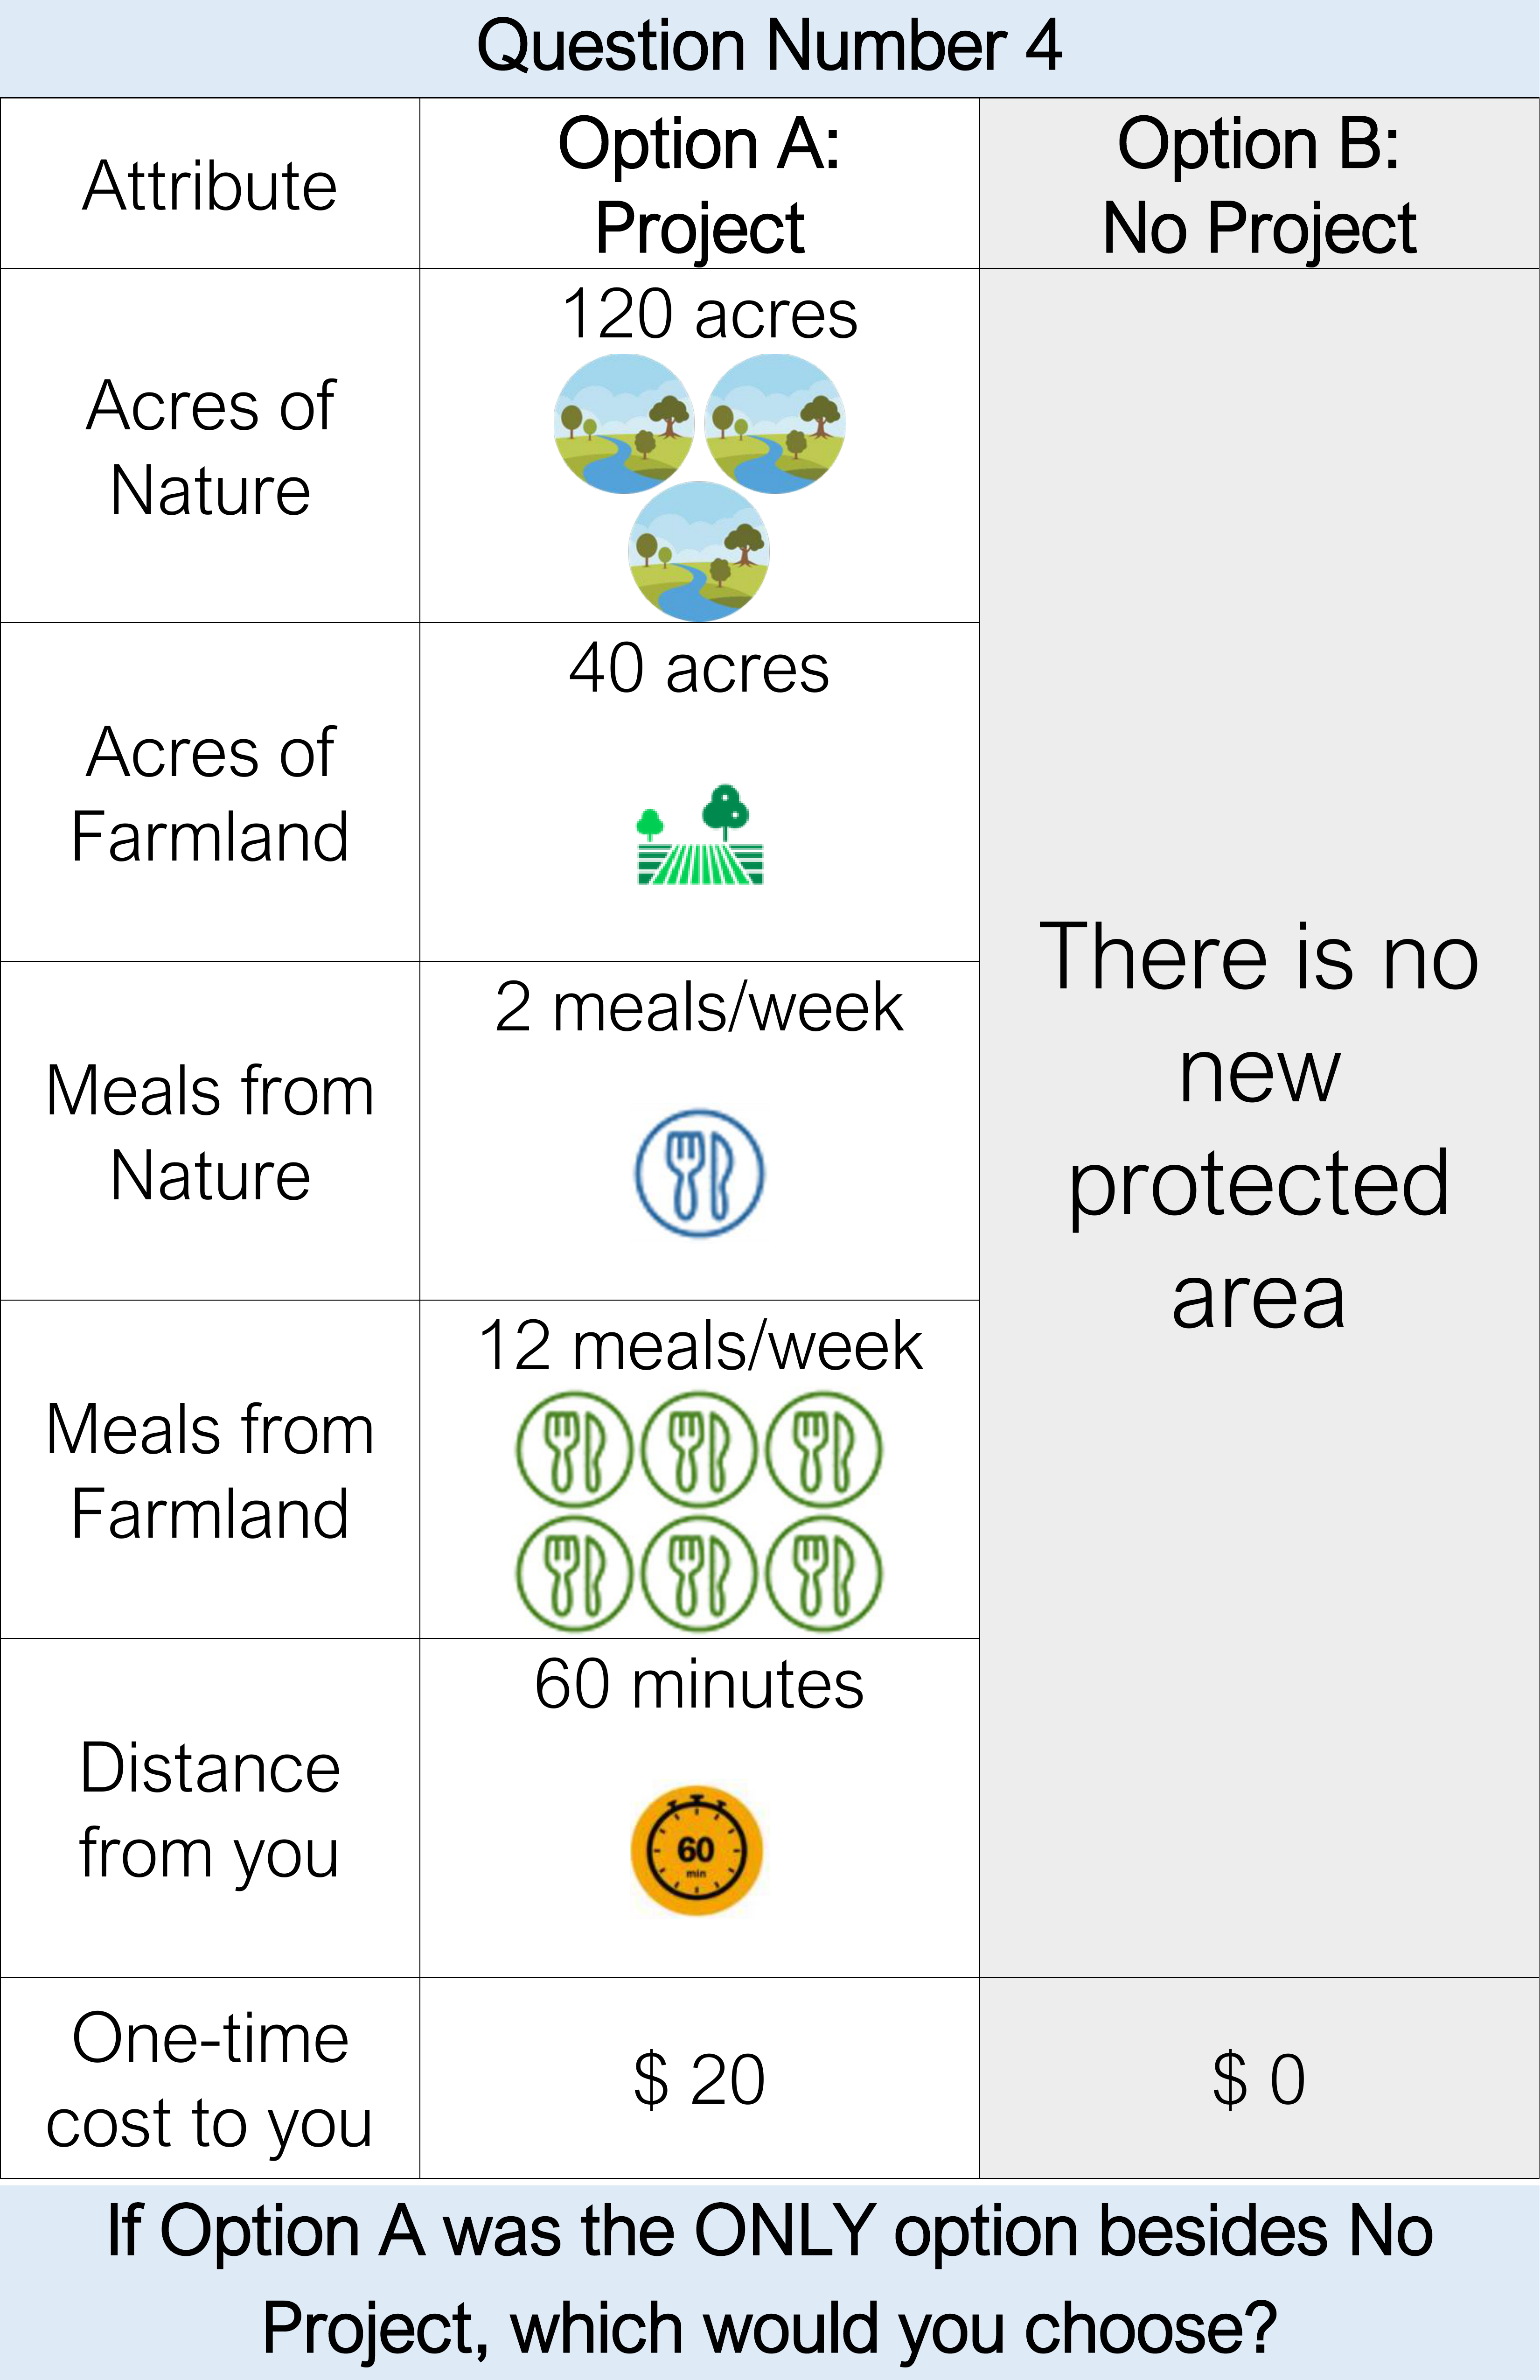 Question Number 4
Attribute
Option A:
Project
Option B:
No Project
Acres of
Nature
120 acres
Acres of
Farmland
40 acres
Meals from
Nature
2 meals/week
Meals from
Farmland
12 meals/week
Distance
from you
60 minutes
60
min
There is no
new
protected
area
One-time
cost to you
$ 20
$ 0
If Option A was the ONLY option besides No
Project, which would you choose?